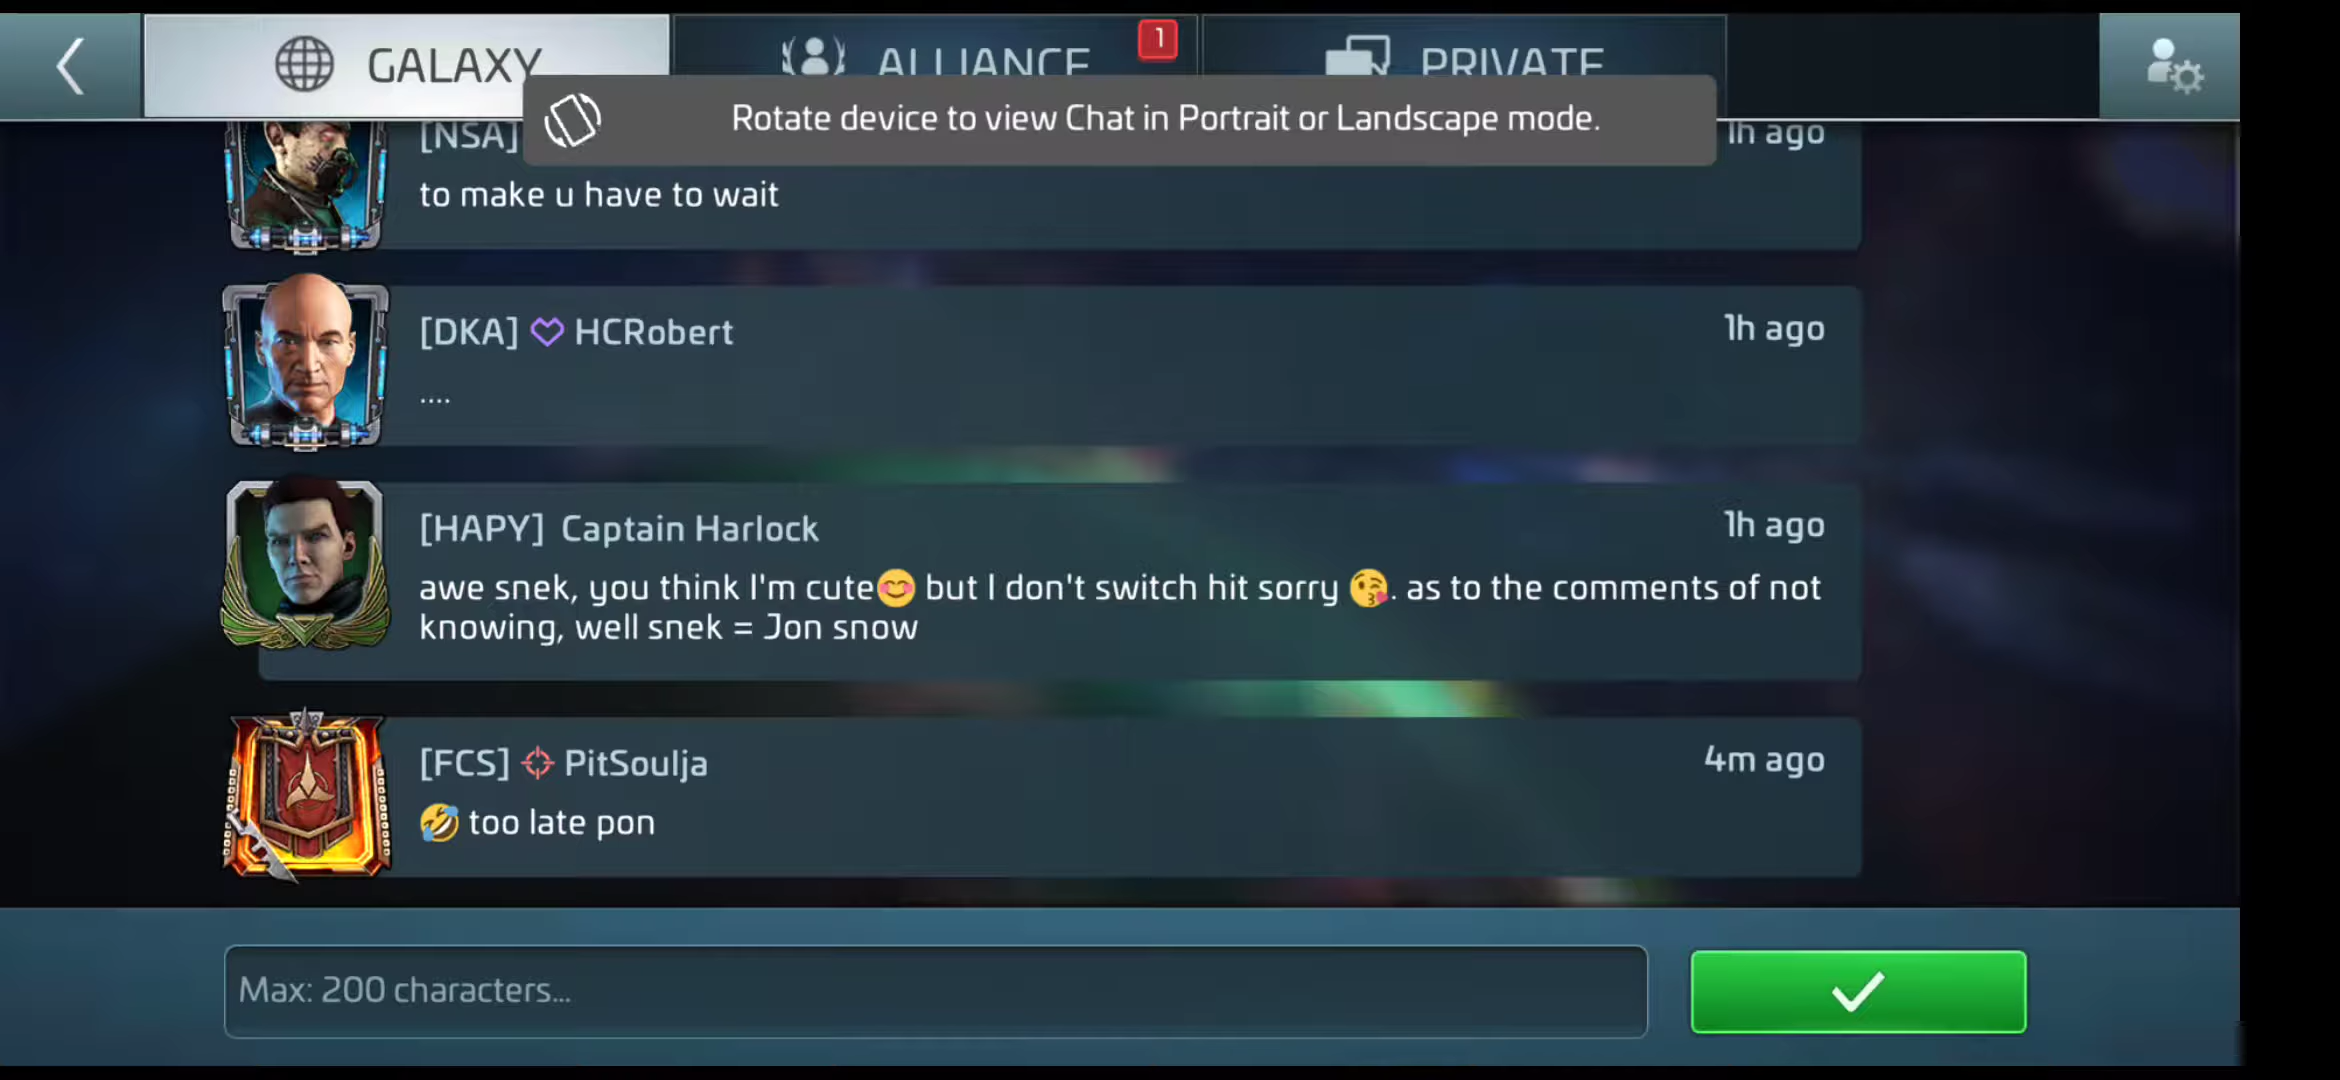 GALAXY
ALLIANCE
1
PRIVATE
Rotate device to view Chat in Portrait or Landscape mode.
[NSA]
1h ago
to make u have to wait
[DKA] HCRobert
1h ago
....
[HAPY] Captain Harlock
1h ago
awe snek, you think I'm cute😊 but I don't switch hit sorry 😘. as to the comments of not
knowing, well snek = Jon snow
[FCS] PitSoulja
4m ago
🤣 too late pon
Max: 200 characters...